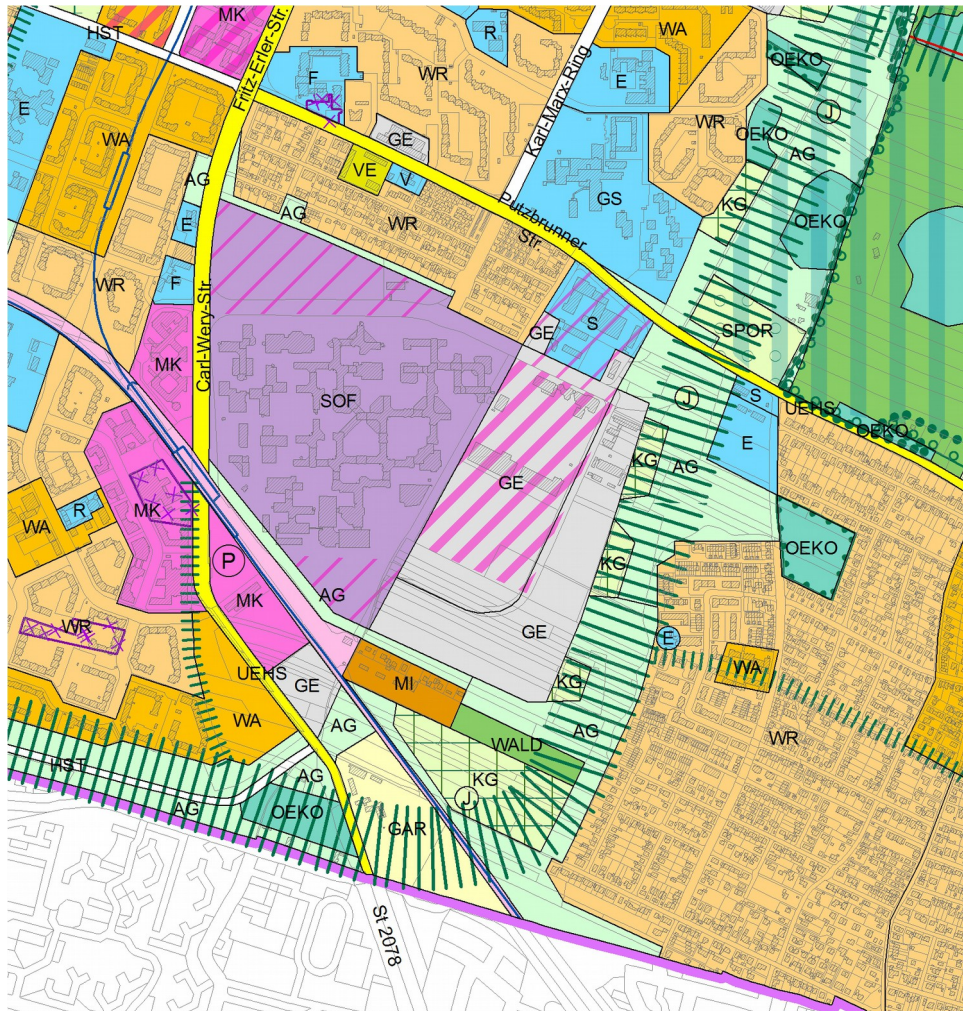 MK
HST
Fritz-Erler-Str.
R
WA
OEKO
E
F
WR
Karl-Marx-Ring
E
WR
J
WA
GE
OEKO
AG
VE
V
GS
AG
KG
OEKO
AG
WR
Putzbrunner
Str.
E
WR
F
SPOR
GE
S
MK
Carl-Wery-Str.
SOF
J
S
UEHS
OEKO
E
KG
AG
GE
MK
R
WA
OEKO
P
KG
MK
AG
WR
GE
E
WA
UEHS
GE
MI
KG
WA
AG
AG
WR
WALD
HST
AG
KG
AG
OEKO
J
GAR
St 2078